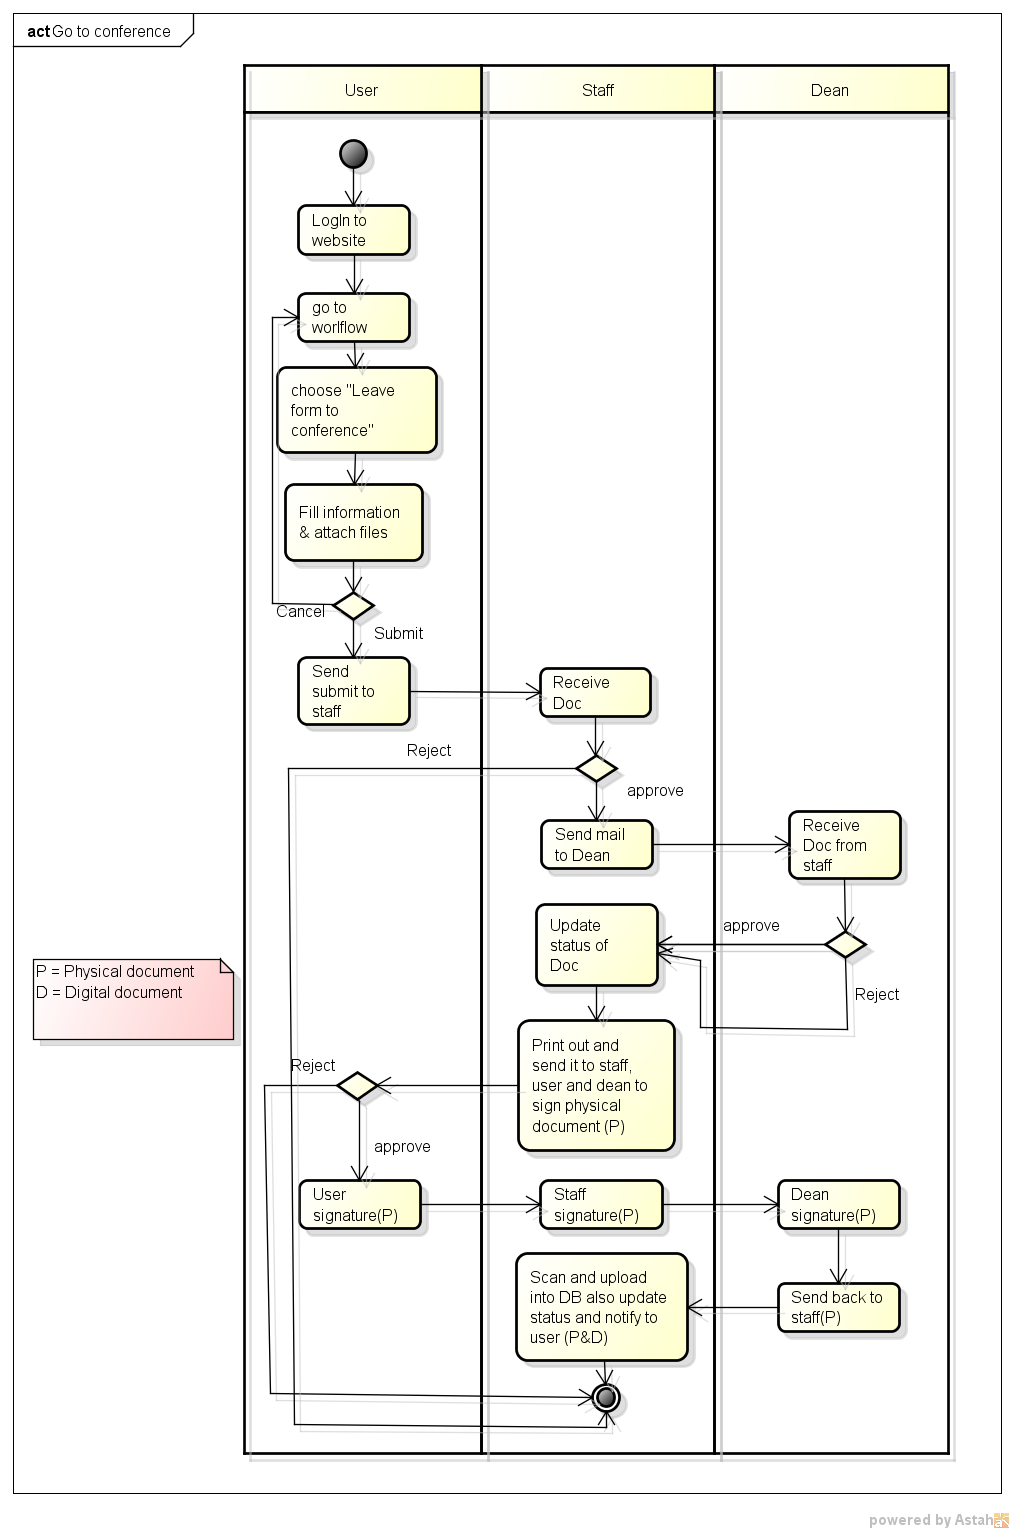 act Go to conference
User
Staff
Dean
LogIn to
website
go to
worlflow
choose "Leave
form to
conference"
Fill information
& attach files
Cancel
Submit
Send
submit to
staff
Receive
Doc
Reject
approve
Send mail
to Dean
Receive
Doc from
staff
Update
status of
Doc
approve
Reject
P = Physical document
D = Digital document
Print out and
send it to staff,
user and dean to
sign physical
document (P)
Reject
approve
User
signature(P)
Staff
signature(P)
Dean
signature(P)
Scan and upload
into DB also update
status and notify to
user (P&D)
Send back to
staff(P)
powered by Astah